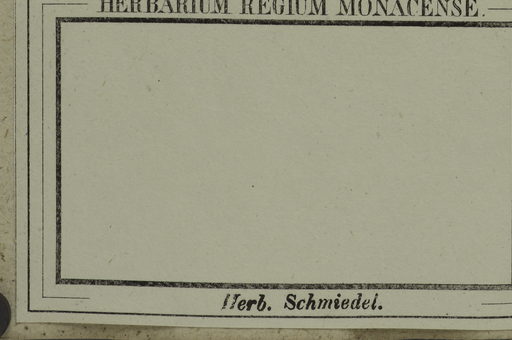 HERBARIUM REGIUM MONACENSE.
Herb. Schmiedel.